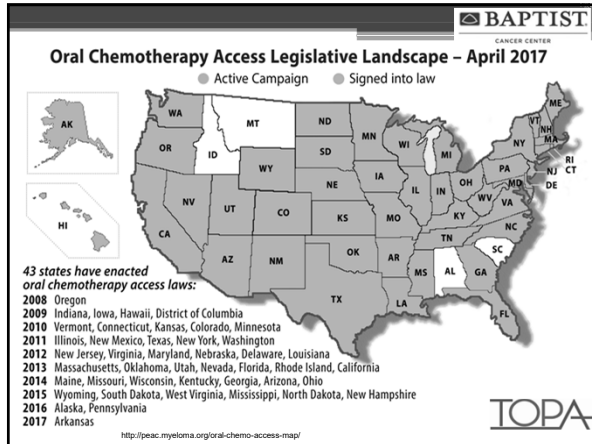 BAPTIST
CANCER CENTER
Oral Chemotherapy Access Legislative Landscape – April 2017
Active Campaign Signed into law
AK
HI
WA
OR
CA
NV
ID
MT
WY
UT
AZ
CO
NM
ND
SD
NE
KS
OK
TX
MN
IA
MO
AR
LA
WI
IL
MI
IN
OH
KY
TN
MS
AL
GA
FL
SC
NC
VA
WV
PA
NY
VT
NH
ME
MA
RI
CT
NJ
DE
MD
43 states have enacted
oral chemotherapy access laws:
2008 Oregon
2009 Indiana, Iowa, Hawaii, District of Columbia
2010 Vermont, Connecticut, Kansas, Colorado, Minnesota
2011 Illinois, New Mexico, Texas, New York, Washington
2012 New Jersey, Virginia, Maryland, Nebraska, Delaware, Louisiana
2013 Massachusetts, Oklahoma, Utah, Nevada, Florida, Rhode Island, California
2014 Maine, Missouri, Wisconsin, Kentucky, Georgia, Arizona, Ohio
2015 Wyoming, South Dakota, West Virginia, Mississippi, North Dakota, New Hampshire
2016 Alaska, Pennsylvania
2017 Arkansas
http://peac.myeloma.org/oral-chemo-access-map/
TOPA